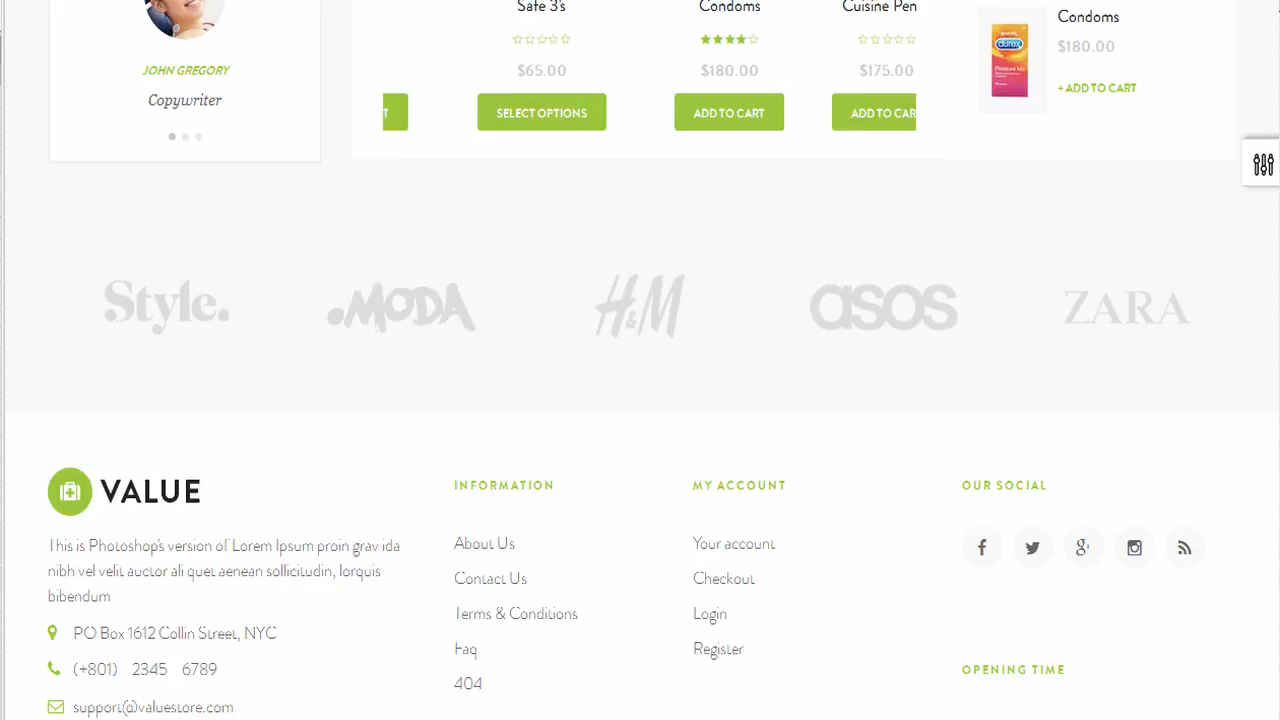 Safe 3's
Condoms
Cuisine Pen
Condoms
$180.00
+ ADD TO CART
durex
JOHN GREGORY
Copywriter
$65.00
$180.00
$175.00
T
SELECT OPTIONS
ADD TO CART
ADD TO CAR
Style.
.MODA
H&M
asos
ZARA
VALUE
This is Photoshop's version of Lorem Ipsum proin grav ida
nibh vel velit auctor ali quet aenean sollicitudin, lorquis
bibendum
PO Box 1612 Collin Street, NYC
(+801) 2345 6789
support@valuestore.com
INFORMATION
About Us
Contact Us
Terms & Conditions
Faq
404
MY ACCOUNT
Your account
Checkout
Login
Register
OUR SOCIAL
OPENING TIME